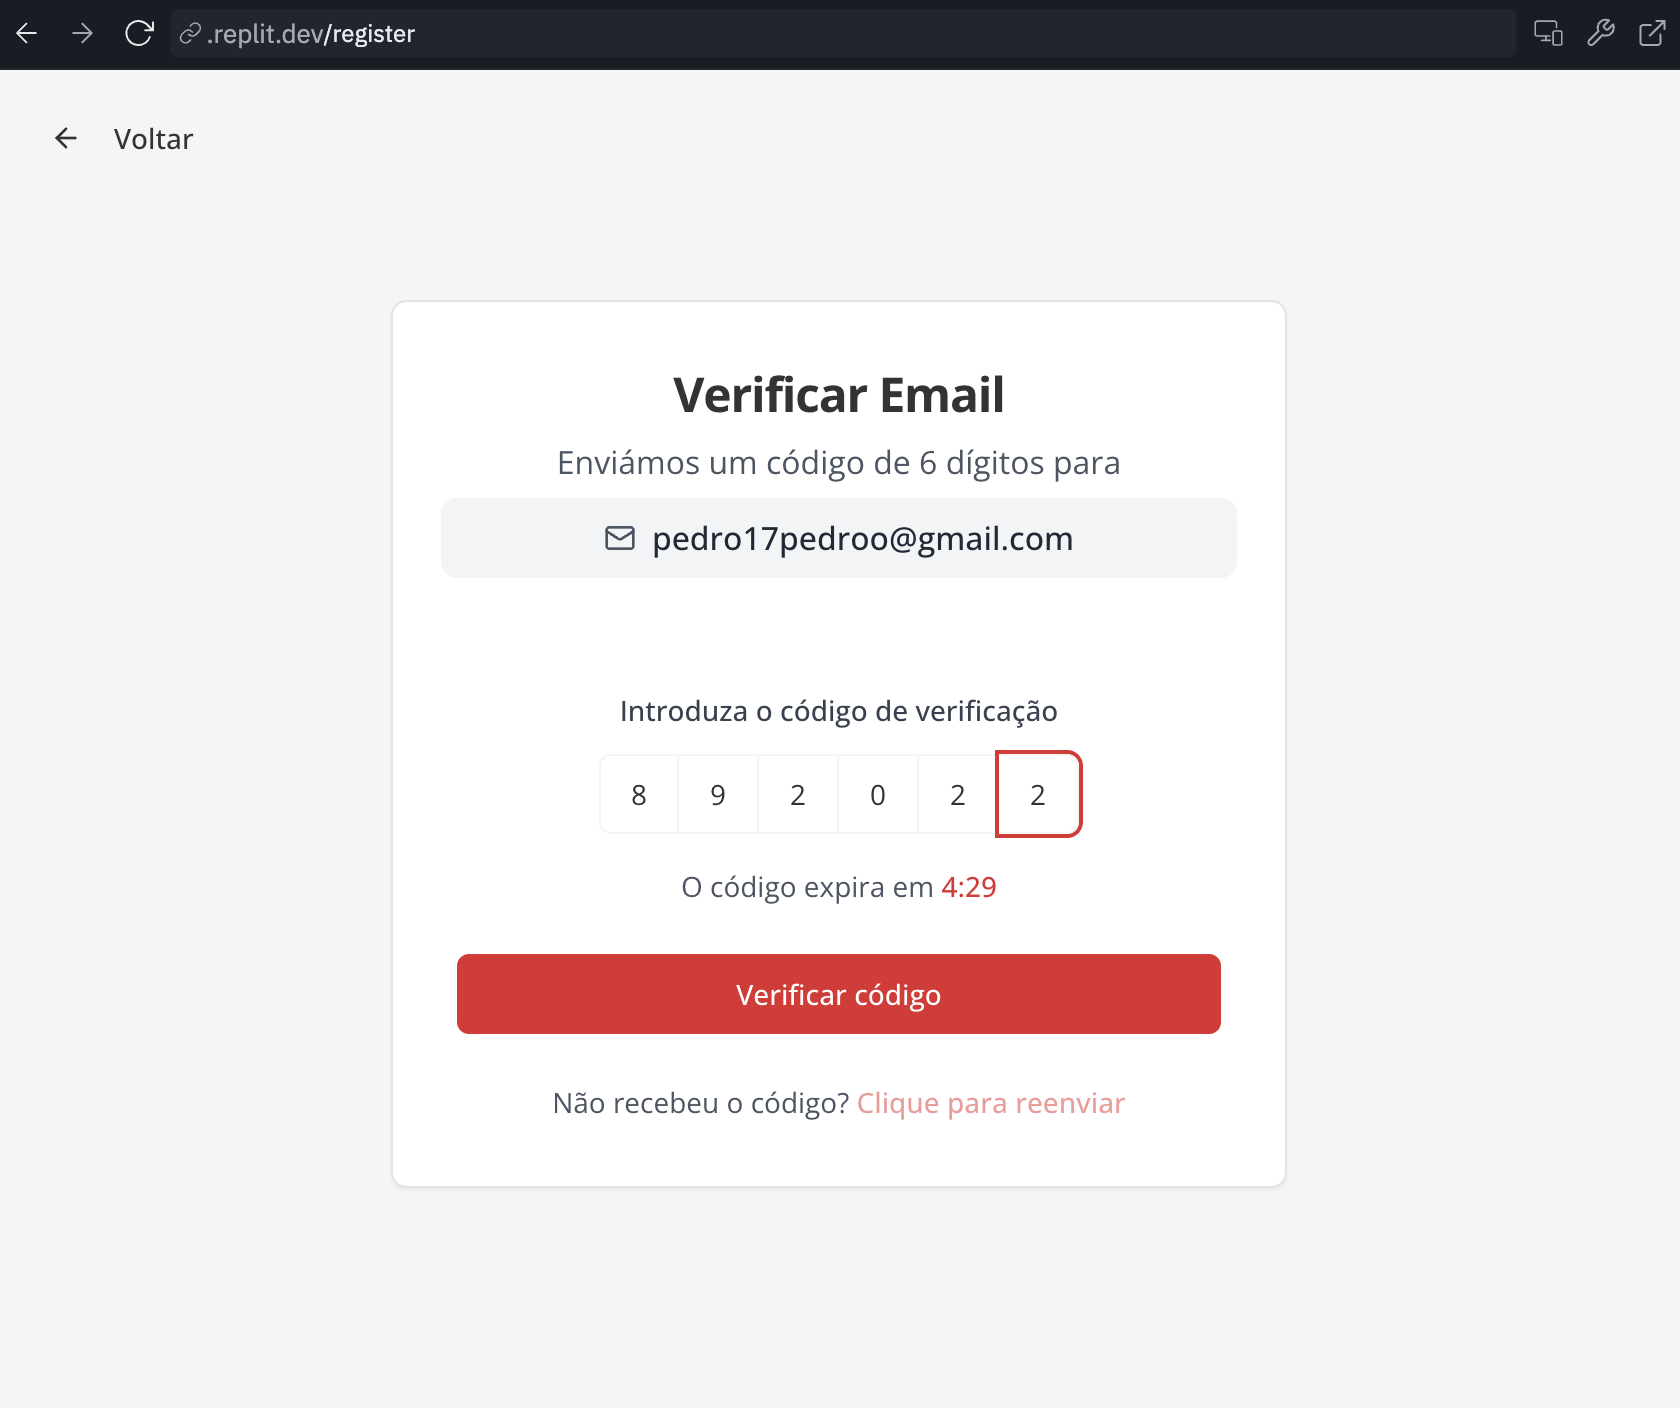 .replit.dev/register
Voltar
Verificar Email
Enviámos um código de 6 dígitos para
pedro17pedroo@gmail.com
Introduza o código de verificação
8 9 2 0 2 2
O código expira em 4:29
Verificar código
Não recebeu o código? Clique para reenviar